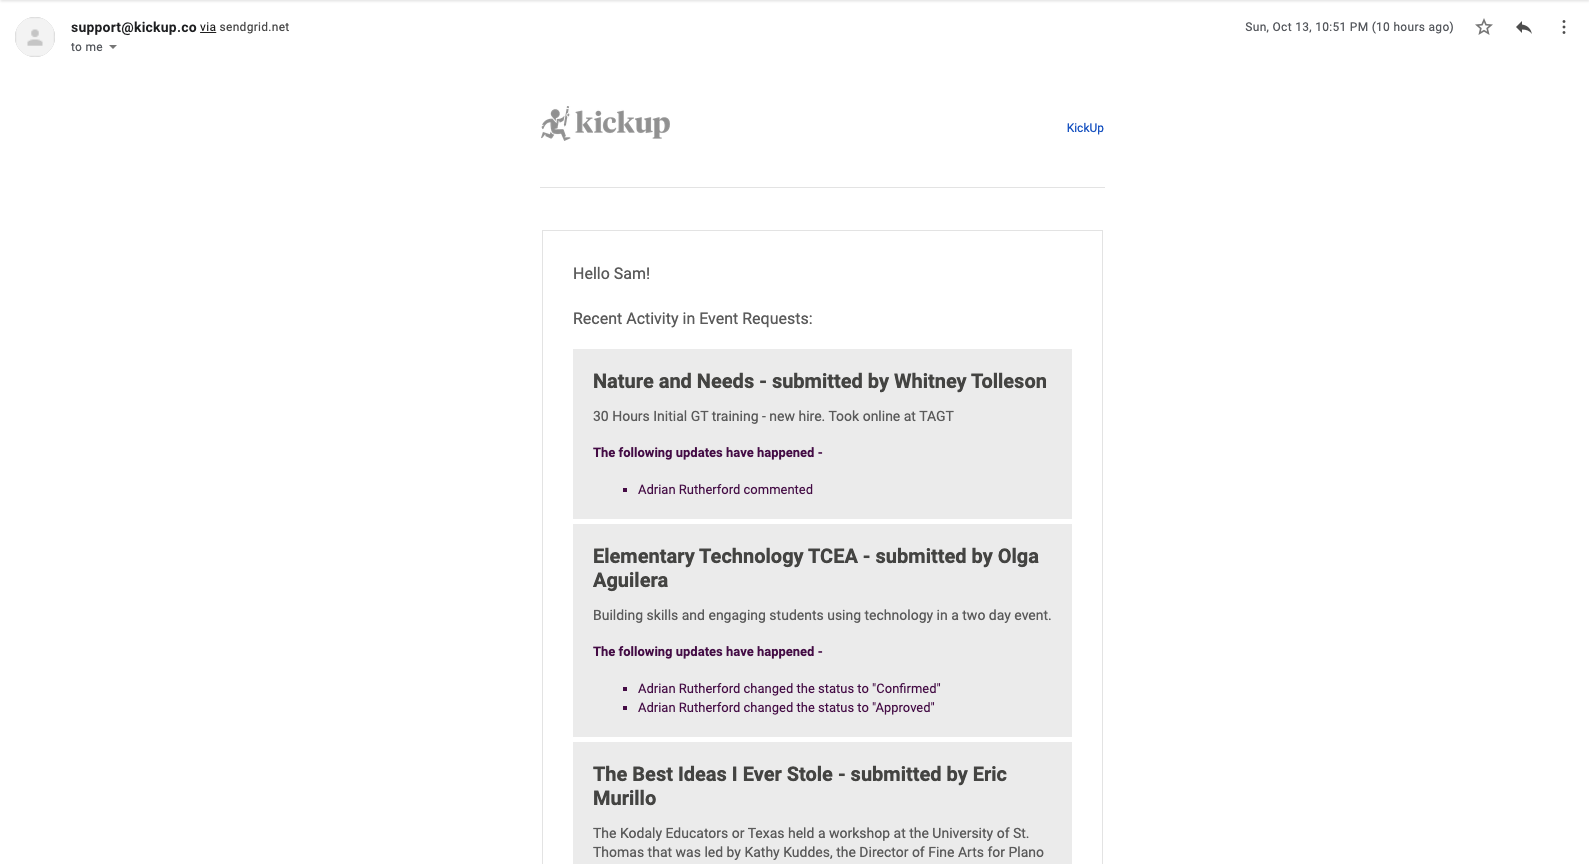 support@kickup.co via sendgrid.net
Sun, Oct 13, 10:51 PM (10 hours ago)
to me
kickup
KickUp
Hello Sam!
Recent Activity in Event Requests:
Nature and Needs - submitted by Whitney Tolleson
30 Hours Initial GT training - new hire. Took online at TAGT
The following updates have happened -
Adrian Rutherford commented
Elementary Technology TCEA - submitted by Olga
Aguilera
Building skills and engaging students using technology in a two day event.
The following updates have happened -
Adrian Rutherford changed the status to "Confirmed"
Adrian Rutherford changed the status to "Approved"
The Best Ideas I Ever Stole - submitted by Eric
Murillo
The Kodaly Educators or Texas held a workshop at the University of St.
Thomas that was led by Kathy Kuddes, the Director of Fine Arts for Plano